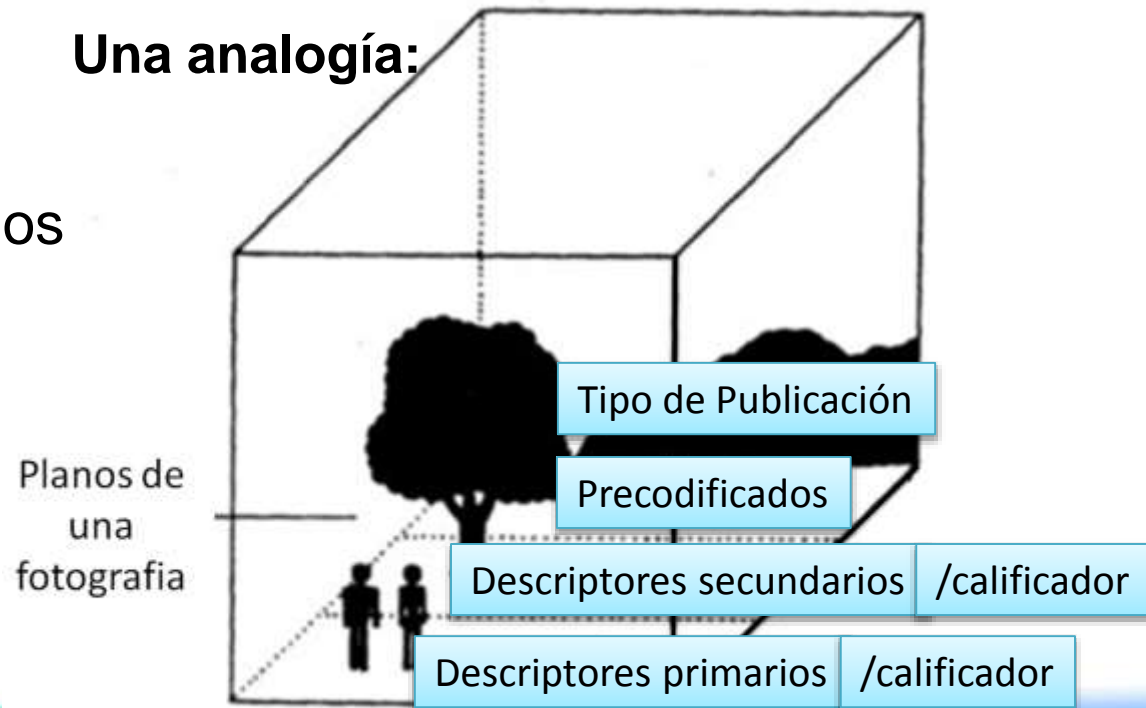 Una analogía:
os
Tipo de Publicación
Planos de
una
fotografia
Precodificados
Descriptores secundarios /calificador
Descriptores primarios /calificador